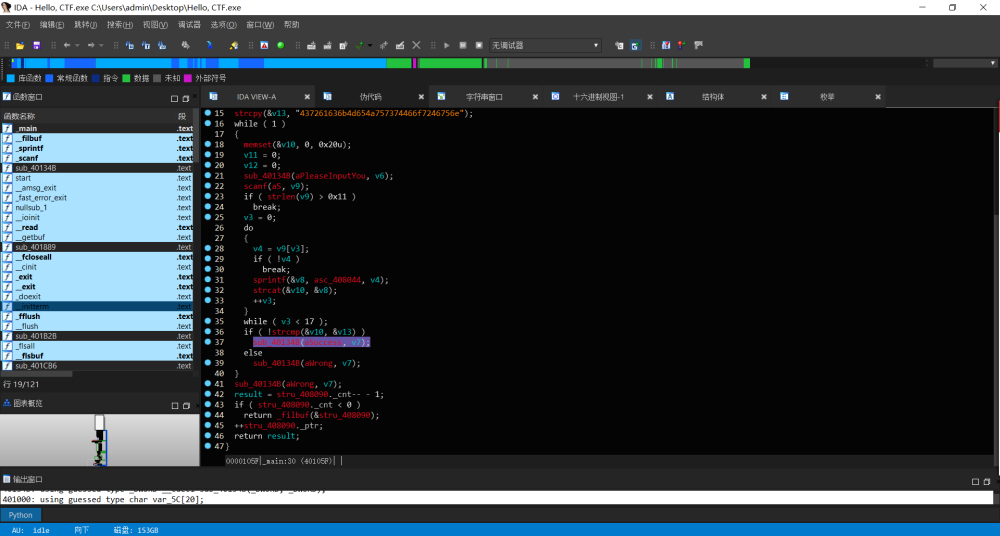 IDA - Hello, CTF.exe C:\Users\admin\Desktop\Hello, CTF.exe
文件(F) 编辑(E) 跳转(J) 搜索(H) 视图(V) 调试器 选项(O) 窗口(W) 帮助
无调试器
库函数 常规函数 指令 数据 未知 外部符号
函数窗口
函数名称 段
_main .text
__filbuf .text
_sprintf .text
_scanf .text
sub_40134B .text
start .text
__amsg_exit .text
_fast_error_exit .text
nullsub_1 .text
__ioinit .text
__read .text
__getbuf .text
sub_401889 .text
__fcloseall .text
__cinit .text
_exit .text
__exit .text
_doexit .text
__initterm .text
_fflush .text
__flush .text
sub_401B2B .text
_flsall .text
__flsbuf .text
sub_401CB6 .text
行 19/121
图表概览
IDA VIEW-A 伪代码 字符串窗口 十六进制视图-1 结构体 枚举
15 strcpy(&v13, "437261636b4d654a757374466f7246756e");
16 while ( 1 )
17 {
18 memset(&v10, 0, 0x20u);
19 v11 = 0;
20 v12 = 0;
21 sub_40134B(aPleaseInputYou, v6);
22 scanf(aS, v9);
23 if ( strlen(v9) > 0x11 )
24 break;
25 v3 = 0;
26 do
27 {
28 v4 = v9[v3];
29 if ( !v4 )
30 break;
31 sprintf(&v8, asc_408044, v4);
32 strcat(&v10, &v8);
33 ++v3;
34 }
35 while ( v3 < 17 );
36 if ( !strcmp(&v10, &v13) )
37 sub_40134B(aSuccess, v7);
38 else
39 sub_40134B(aWrong, v7);
40 }
41 sub_40134B(aWrong, v7);
42 result = stru_408090._cnt-- - 1;
43 if ( stru_408090._cnt < 0 )
44 return _filbuf(&stru_408090);
45 ++stru_408090._ptr;
46 return result;
47 }
0000105F _main:30 (40105F)
输出窗口
401000: using guessed type char var_5C[20];
Python
AU: idle 向下 磁盘: 153GB